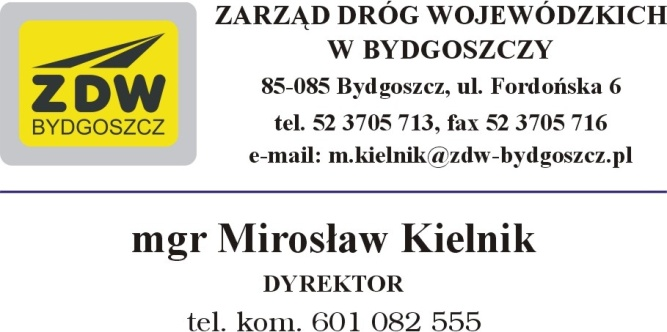 ZDW
BYDGOSZCZ
ZARZĄD DRÓG WOJEWÓDZKICH
W BYDGOSZCZY
85-085 Bydgoszcz, ul. Fordońska 6
tel. 52 3705 713, fax 52 3705 716
e-mail: m.kielnik@zdw-bydgoszcz.pl
mgr Mirosław Kielnik
DYREKTOR
tel. kom. 601 082 555